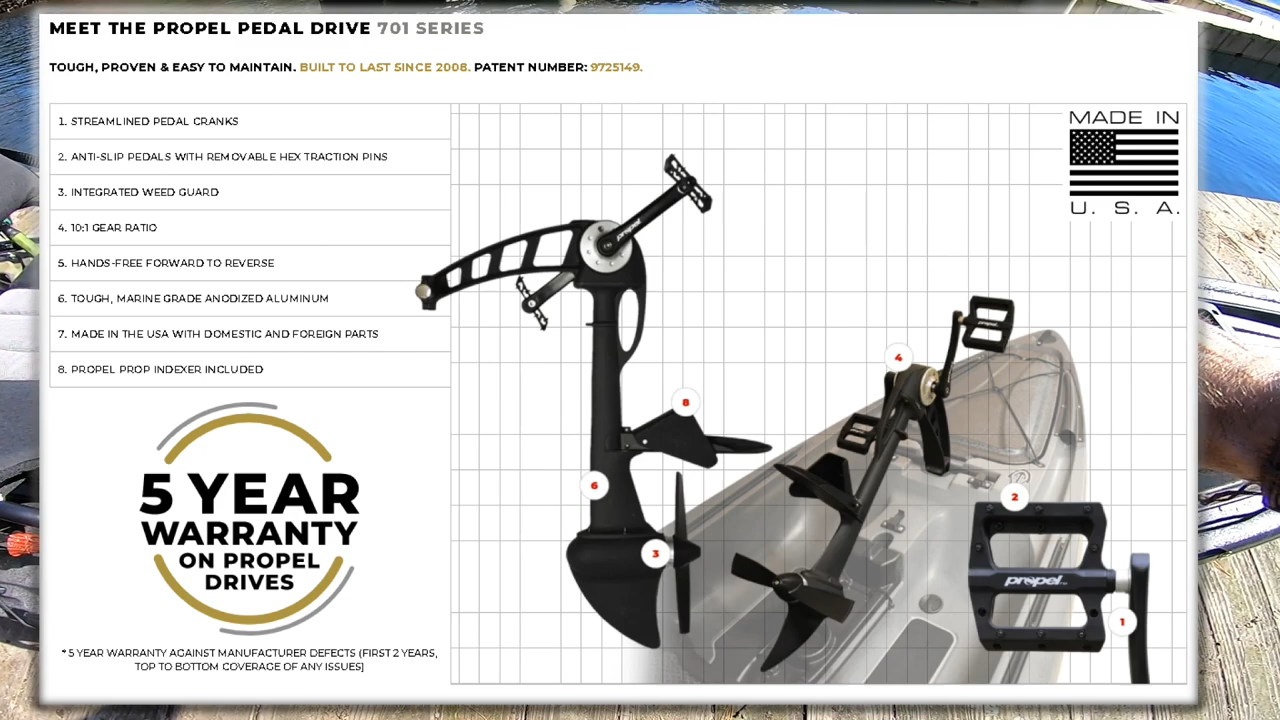 MEET THE PROPEL PEDAL DRIVE 701 SERIES
TOUGH, PROVEN & EASY TO MAINTAIN. BUILT TO LAST SINCE 2008. PATENT NUMBER: 9725149.
1. STREAMLINED PEDAL CRANKS
2. ANTI-SLIP PEDALS WITH REMOVABLE HEX TRACTION PINS
3. INTEGRATED WEED GUARD
4. 10:1 GEAR RATIO
5. HANDS-FREE FORWARD TO REVERSE
6. TOUGH, MARINE GRADE ANODIZED ALUMINUM
7. MADE IN THE USA WITH DOMESTIC AND FOREIGN PARTS
8. PROPEL PROP INDEXER INCLUDED
5 YEAR
WARRANTY
ON PROPEL
DRIVES
* 5 YEAR WARRANTY AGAINST MANUFACTURER DEFECTS (FIRST 2 YEARS,
TOP TO BOTTOM COVERAGE OF ANY ISSUES]
MADE IN
U. S. A.
propel
propel
4
8
6
2
3
propel
1